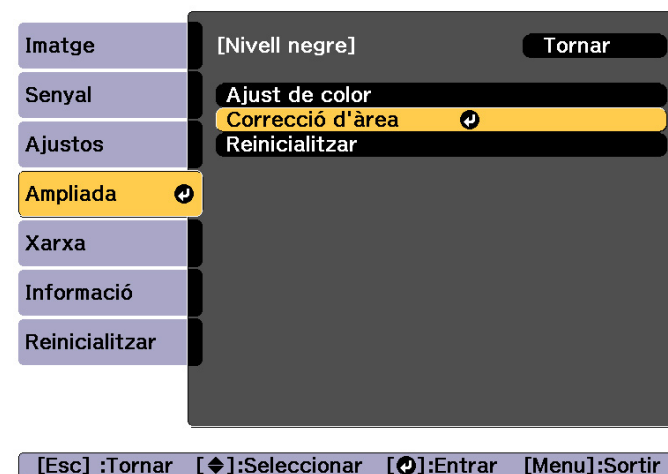 Imatge
Senyal
Ajustos
Ampliada
Xarxa
Informació
Reinicialitzar
[Nivell negre] Tornar
Ajust de color
Correcció d'àrea
Reinicialitzar
[Esc] :Tornar [◆]:Seleccionar [↵]:Entrar [Menu]:Sortir